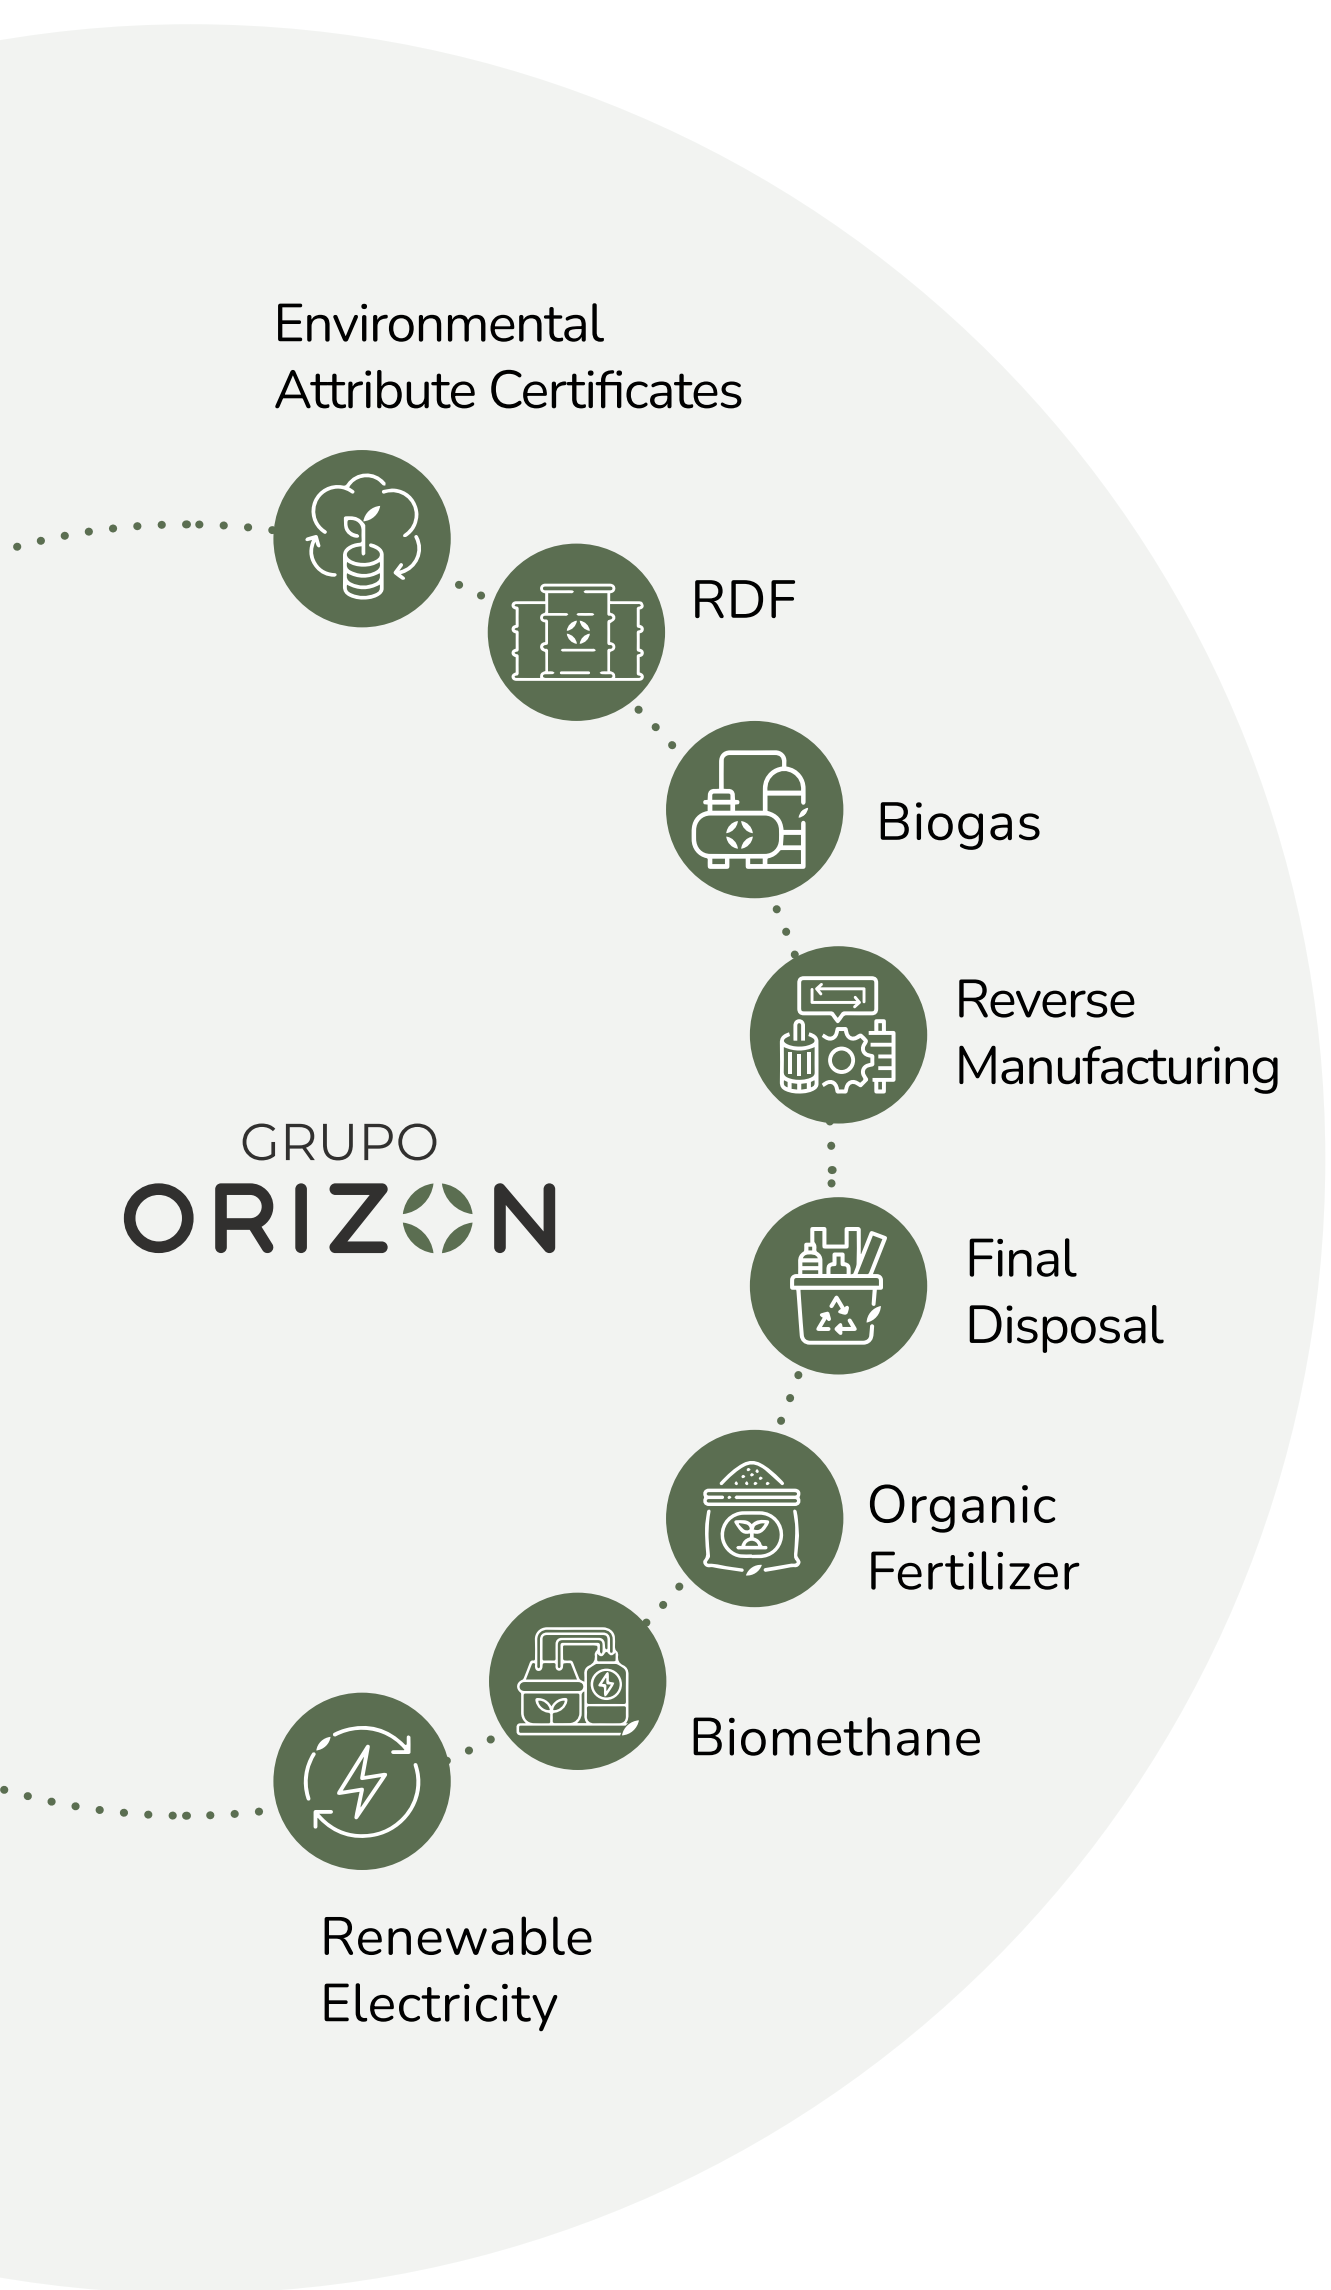 Environmental
Attribute Certificates
RDF
Biogas
Reverse
Manufacturing
GRUPO
ORIZON
Final
Disposal
Organic
Fertilizer
Biomethane
Renewable
Electricity